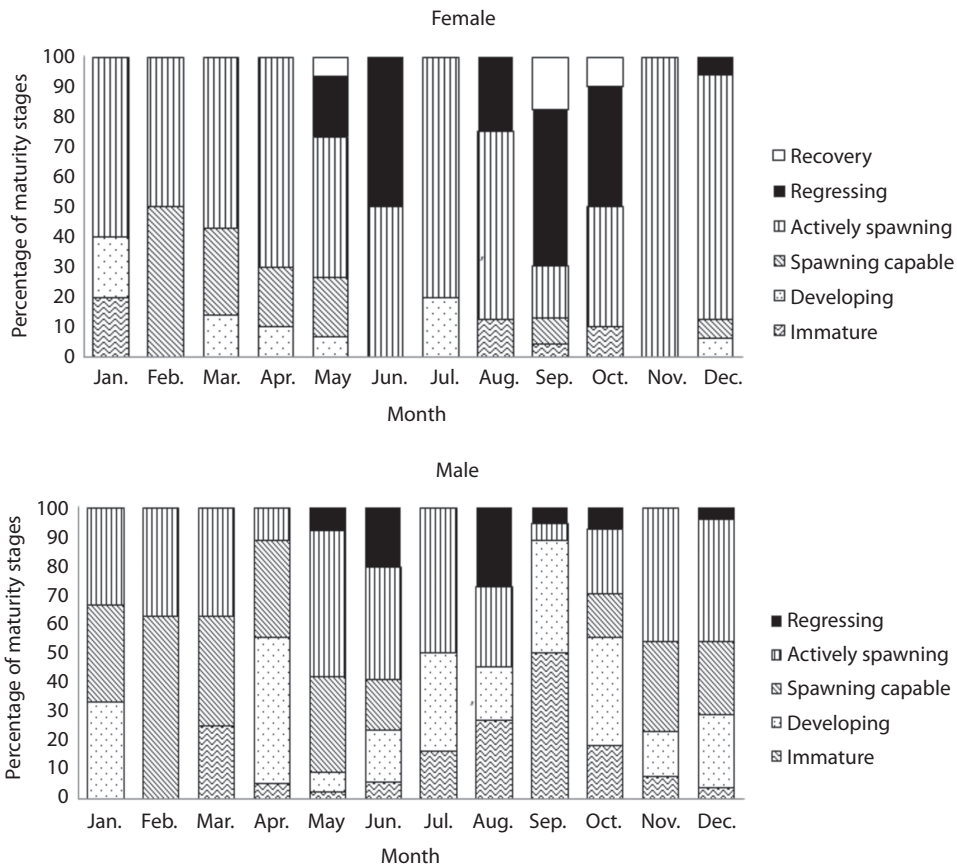 Female
Percentage of maturity stages
100
90
80
70
60
50
40
30
20
10
0
Jan. Feb. Mar. Apr. May Jun. Jul. Aug. Sep. Oct. Nov. Dec.
Month
Recovery
Regressing
Actively spawning
Spawning capable
Developing
Immature
Male
Percentage of maturity stages
100
90
80
70
60
50
40
30
20
10
0
Jan. Feb. Mar. Apr. May Jun. Jul. Aug. Sep. Oct. Nov. Dec.
Month
Regressing
Actively spawning
Spawning capable
Developing
Immature